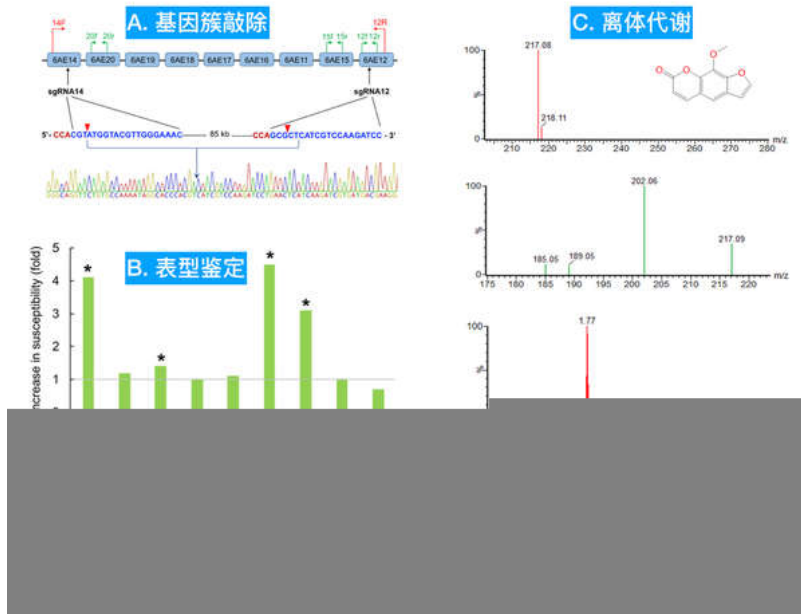 A. 基因簇敲除
14F
12R
20f
20r
15f
15r
12f
12r
6AE14
6AE20
6AE19
6AE18
6AE17
6AE16
6AE11
6AE15
6AE12
sgRNA14
sgRNA12
5'- CCACGTATGGTACGTTGGGAAAC
85 kb
CCAGCGCTCATCGTCCAAGATCC - 3'
B. 表型鉴定
increase in susceptibility (fold)
5
4
3
2
1
*
*
*
*
C. 离体代谢
100
%
0
217.08
218.11
O
O
O
O
210
220
230
240
250
260
270
280
m/z
100
%
0
185.05
189.05
202.06
217.09
175
180
185
190
195
200
205
210
215
220
m/z
100
%
1.77